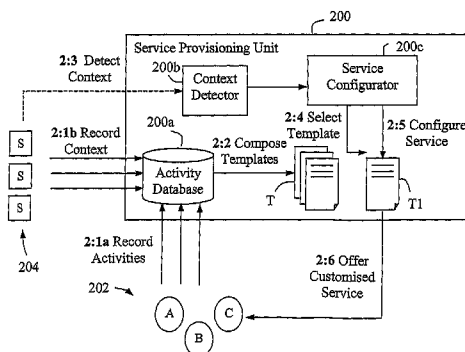 200
Service Provisioning Unit
200c
2:3 Detect
Context
200b
Context
Detector
Service
Configurator
200a
2:4 Select
Template
2:5 Configure
Service
S
2:1b Record
Context
2:2 Compose
Templates
S
Activity
Database
S
T
T1
204
2:1a Record
Activities
2:6 Offer
Customised
Service
202
A
C
B